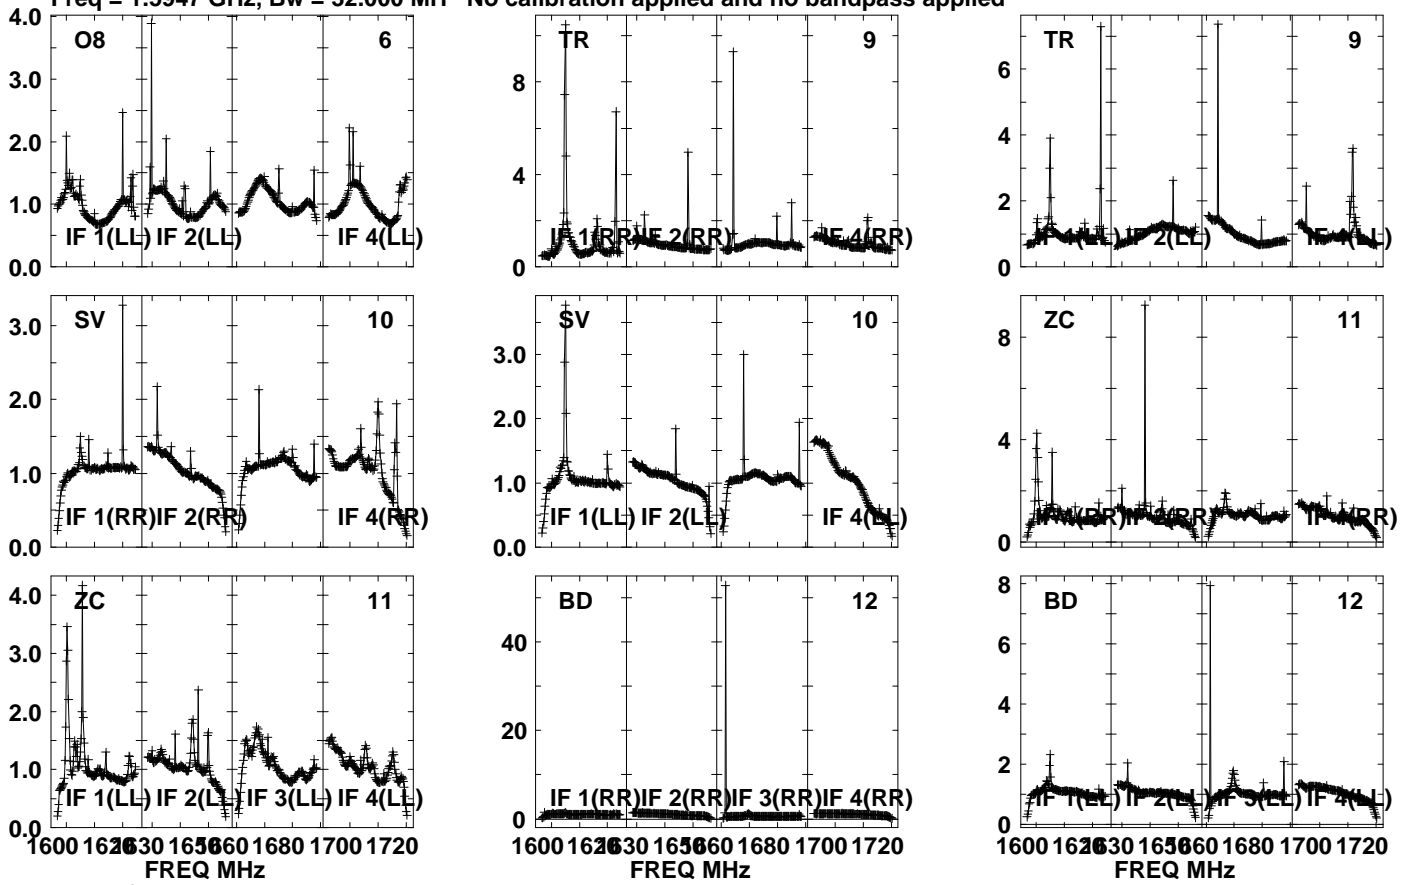 Freq = 1.5947 GHz, Bw = 32.000 MH No calibration applied and no bandpass applied
4.0 3.0 2.0 1.0 0.0
O8 6
IF 1(LL) IF 2(LL) IF 4(LL)
8 4 0
TR 9
IF 1(RR) IF 2(RR) IF 4(RR)
6 4 2 0
TR 9
IF 1(LL) IF 2(LL) IF 4(LL)
3.0 2.0 1.0 0.0
SV 10
IF 1(RR) IF 2(RR) IF 4(RR)
3.0 2.0 1.0 0.0
SV 10
IF 1(LL) IF 2(LL) IF 4(LL)
8 4 0
ZC 11
IF 1(RR) IF 2(RR) IF 4(RR)
4.0 3.0 2.0 1.0 0.0
ZC 11
IF 1(LL) IF 2(LL) IF 3(LL) IF 4(LL)
40 20 0
BD 12
IF 1(RR) IF 2(RR) IF 3(RR) IF 4(RR)
8 6 4 2 0
BD 12
IF 1(LL) IF 2(LL) IF 3(LL) IF 4(LL)
1600 1620 1630 1650 1680 1700 1720
FREQ MHz
1600 1620 1630 1650 1680 1700 1720
FREQ MHz
1600 1620 1630 1650 1680 1700 1720
FREQ MHz